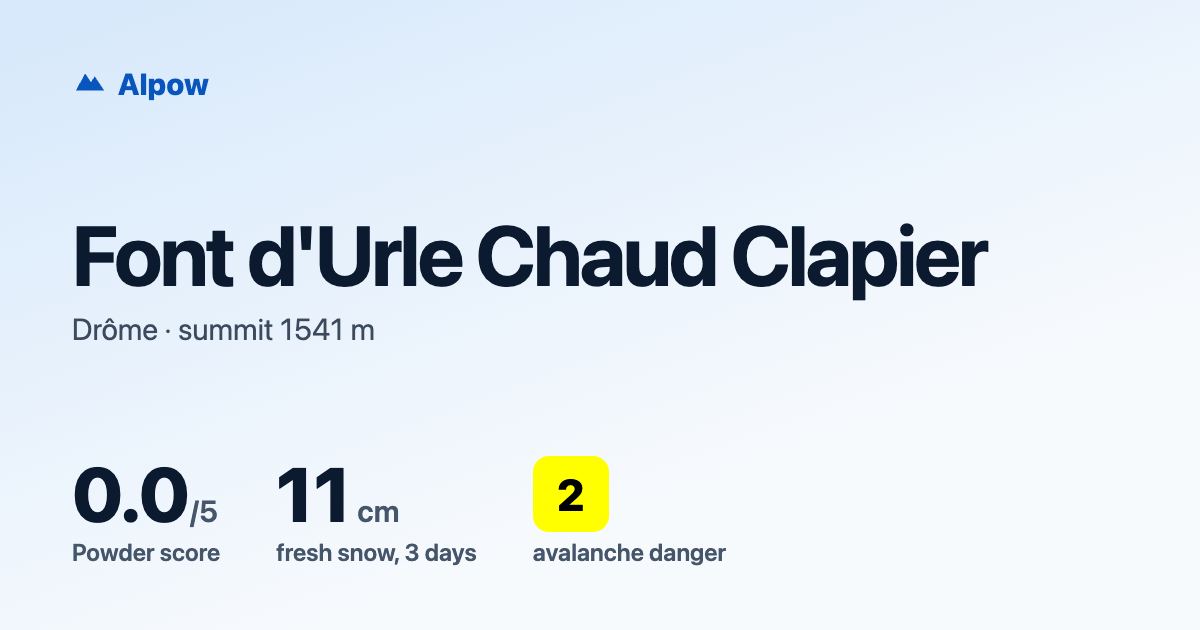 Alpow
Font d'Urle Chaud Clapier
Drôme · summit 1541 m
0.0/5
Powder score
11 cm
fresh snow, 3 days
2
avalanche danger